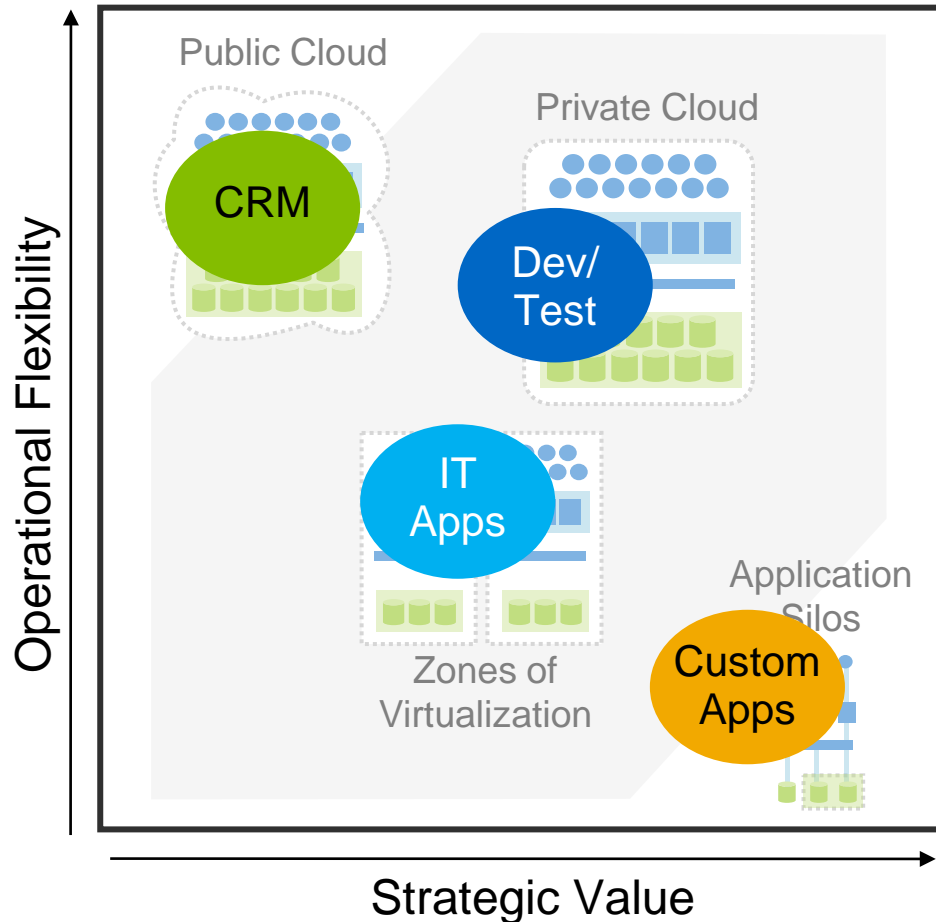 Public Cloud
Private Cloud
CRM
Dev/
Test
Operational Flexibility
IT
Apps
Application
Silos
Zones of
Virtualization
Custom
Apps
Strategic Value